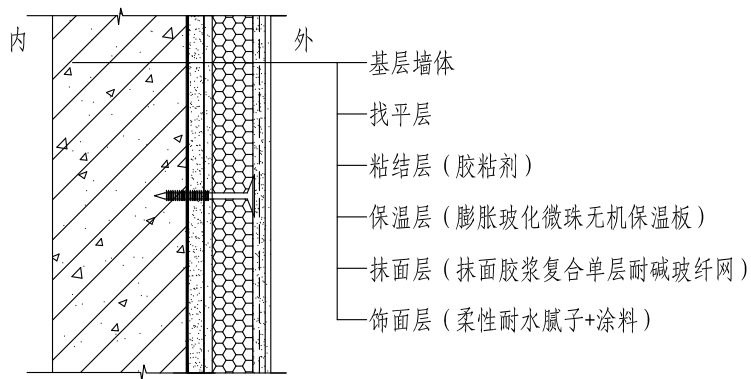 内
外
基层墙体
找平层
粘结层（胶粘剂）
保温层（膨胀玻化微珠无机保温板）
抹面层（抹面胶浆复合单层耐碱玻纤网）
饰面层（柔性耐水腻子+涂料）